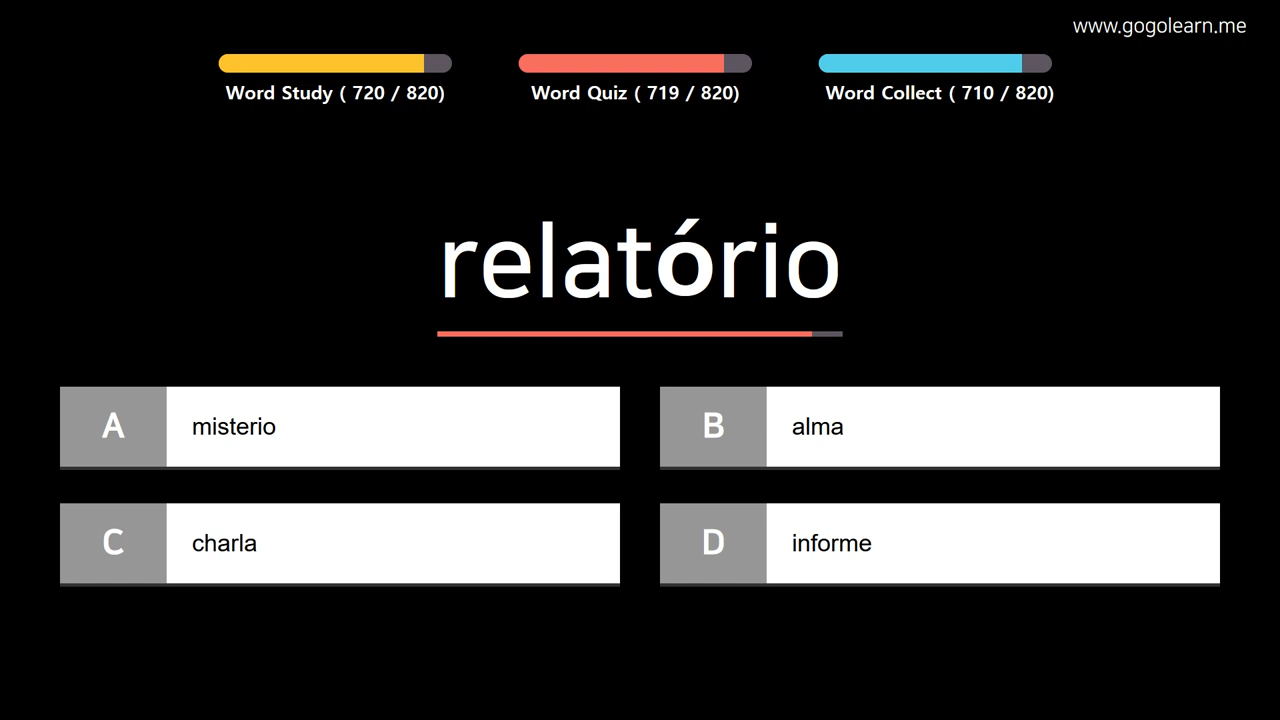 www.gogolearn.me
Word Study ( 720 / 820)
Word Quiz ( 719 / 820)
Word Collect ( 710 / 820)
relatório
A misterio
B alma
C charla
D informe